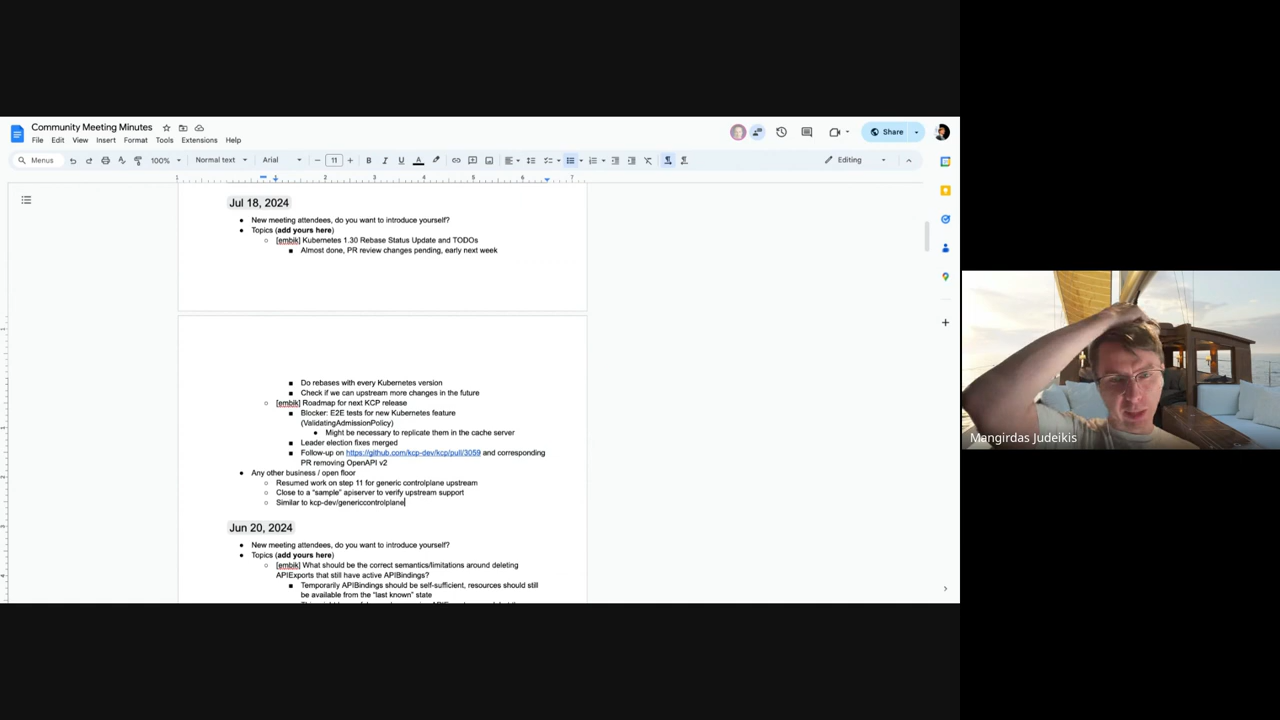 Community Meeting Minutes
File Edit View Insert Format Tools Extensions Help
Share
Menus
100%
Normal text
Arial
11
B I U A
Editing
1 1 2 3 4 5 6 7
Jul 18, 2024
New meeting attendees, do you want to introduce yourself?
Topics (add yours here)
[embik] Kubernetes 1.30 Rebase Status Update and TODOs
Almost done, PR review changes pending, early next week
Do rebases with every Kubernetes version
Check if we can upstream more changes in the future
[embik] Roadmap for next KCP release
Blocker: E2E tests for new Kubernetes feature
(ValidatingAdmissionPolicy)
Might be necessary to replicate them in the cache server
Leader election fixes merged
Follow-up on https://github.com/kcp-dev/kcp/pull/3059 and corresponding
PR removing OpenAPI v2
Any other business / open floor
Resumed work on step 11 for generic controlplane upstream
Close to a “sample” apiserver to verify upstream support
Similar to kcp-dev/genericcontrolplane
Jun 20, 2024
New meeting attendees, do you want to introduce yourself?
Topics (add yours here)
[embik] What should be the correct semantics/limitations around deleting
APIExports that still have active APIBindings?
Temporarily APIBindings should be self-sufficient, resources should still
be available from the “last known” state
Mangirdas Judeikis